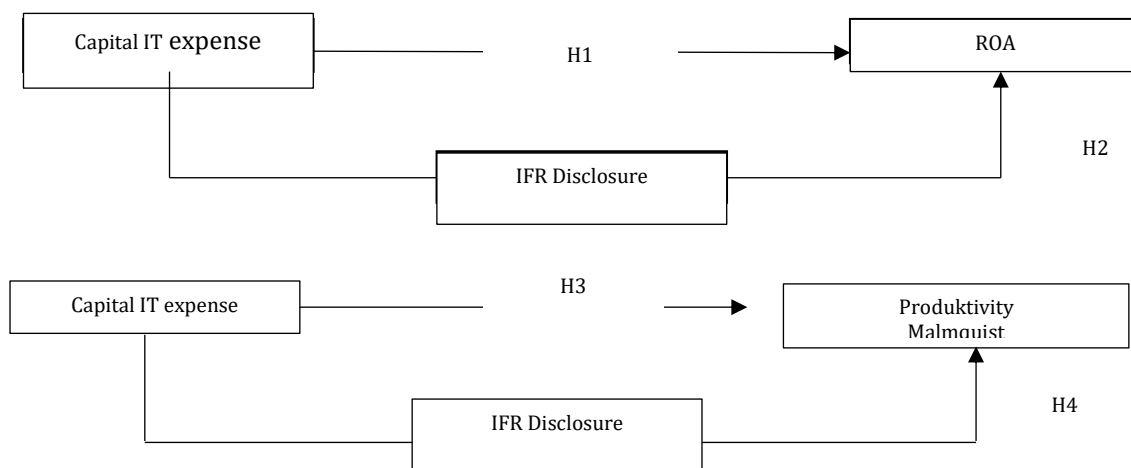 Capital IT expense
H1
ROA
H2
IFR Disclosure
H3
Capital IT expense
Produktivity
Malmquist
H4
IFR Disclosure